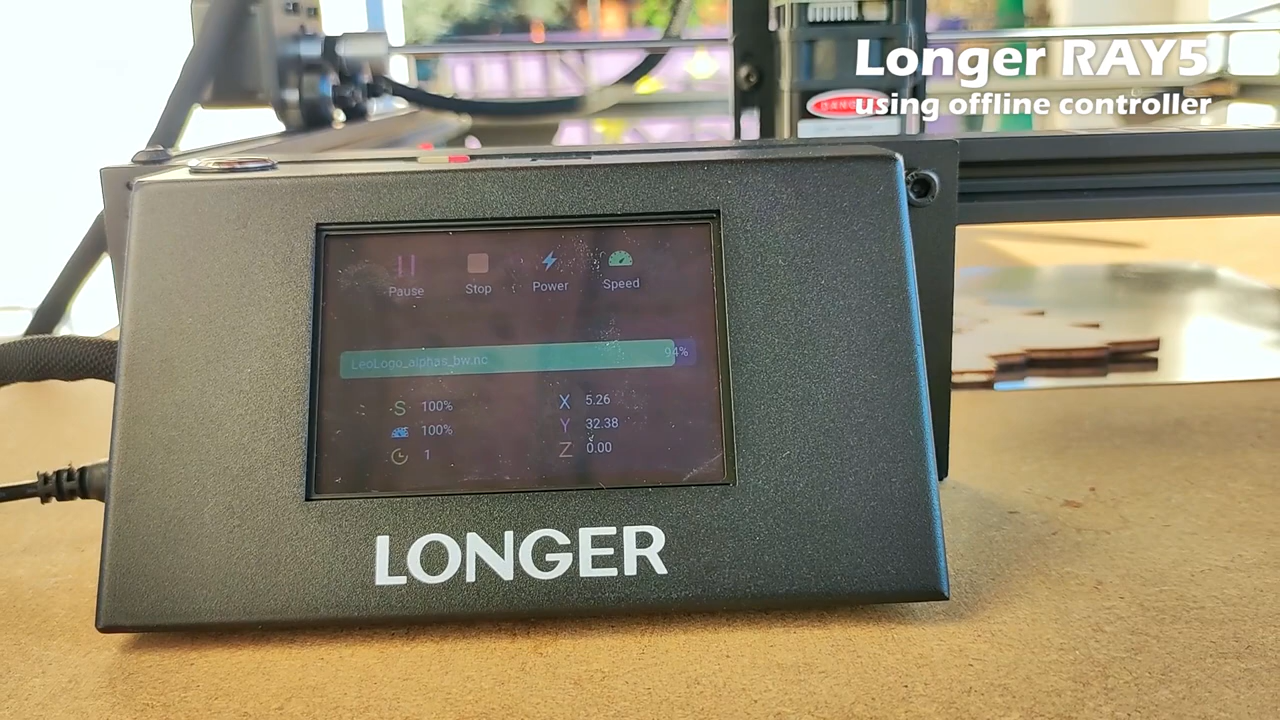 Longer RAY5
using offline controller
DANGER
Pause Stop Power Speed
LeoLogo_alphas_bw.nc 94%
S 100% X 5.26
100% Y 32.38
1 Z 0.00
LONGER